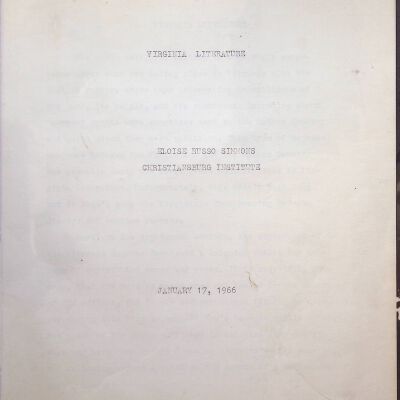 VIRGINIA LITERATURE
ELOISE RUSSO SIMMONS
CHRISTIANSBURG INSTITUTE
JANUARY 17, 1966